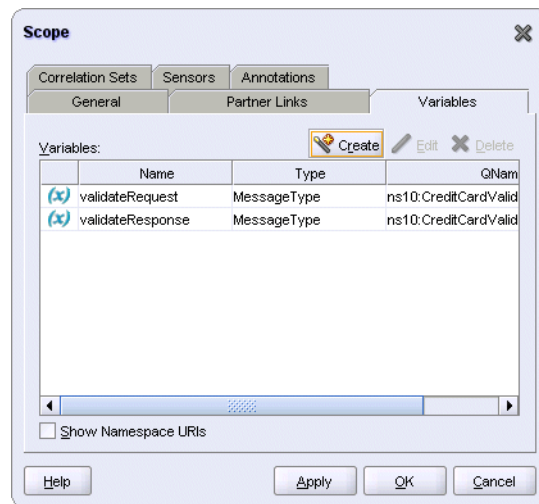 Scope
Correlation Sets Sensors Annotations
General Partner Links Variables
Variables: Create Edit Delete
Name Type QNam
(x) validateRequest MessageType ns10:CreditCardValid
(x) validateResponse MessageType ns10:CreditCardValid
Show Namespace URIs
Help Apply OK Cancel